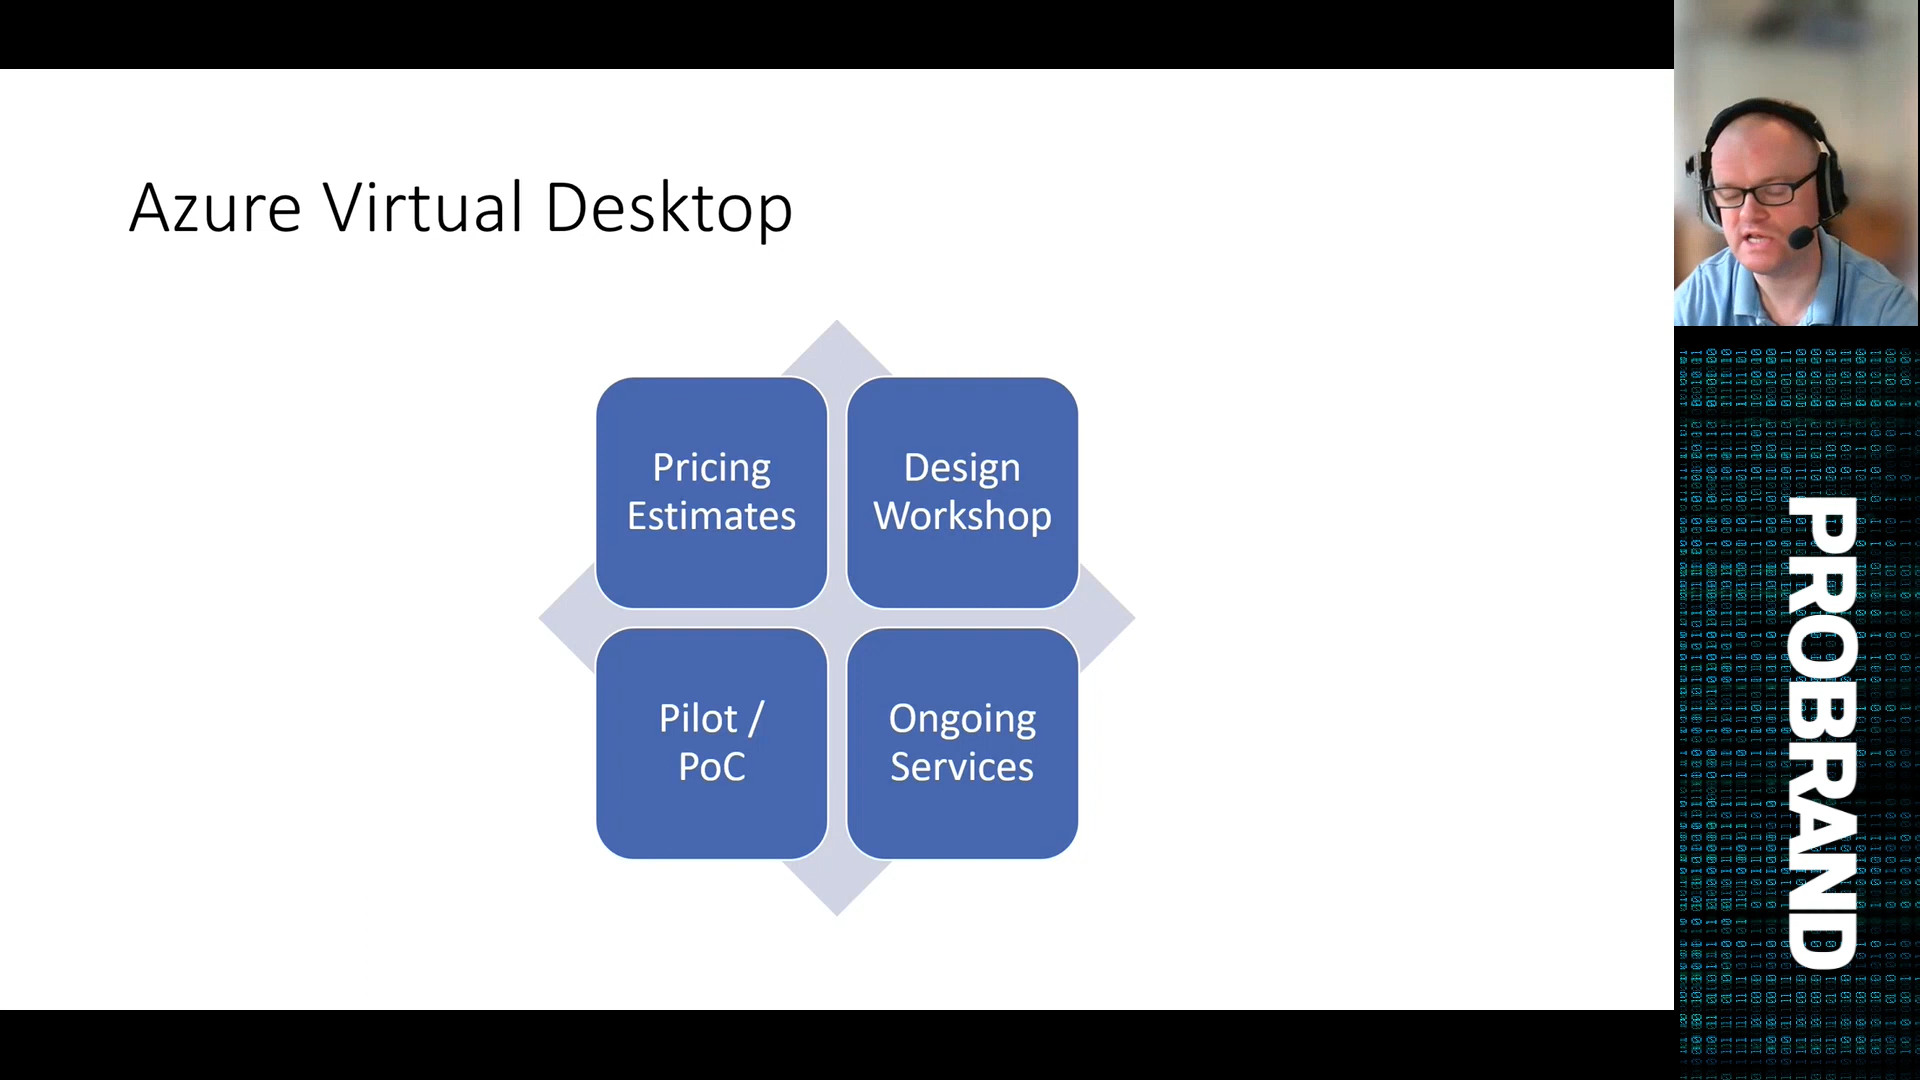 Azure Virtual Desktop
Pricing
Estimates
Design
Workshop
Pilot /
PoC
Ongoing
Services
PROBRAND